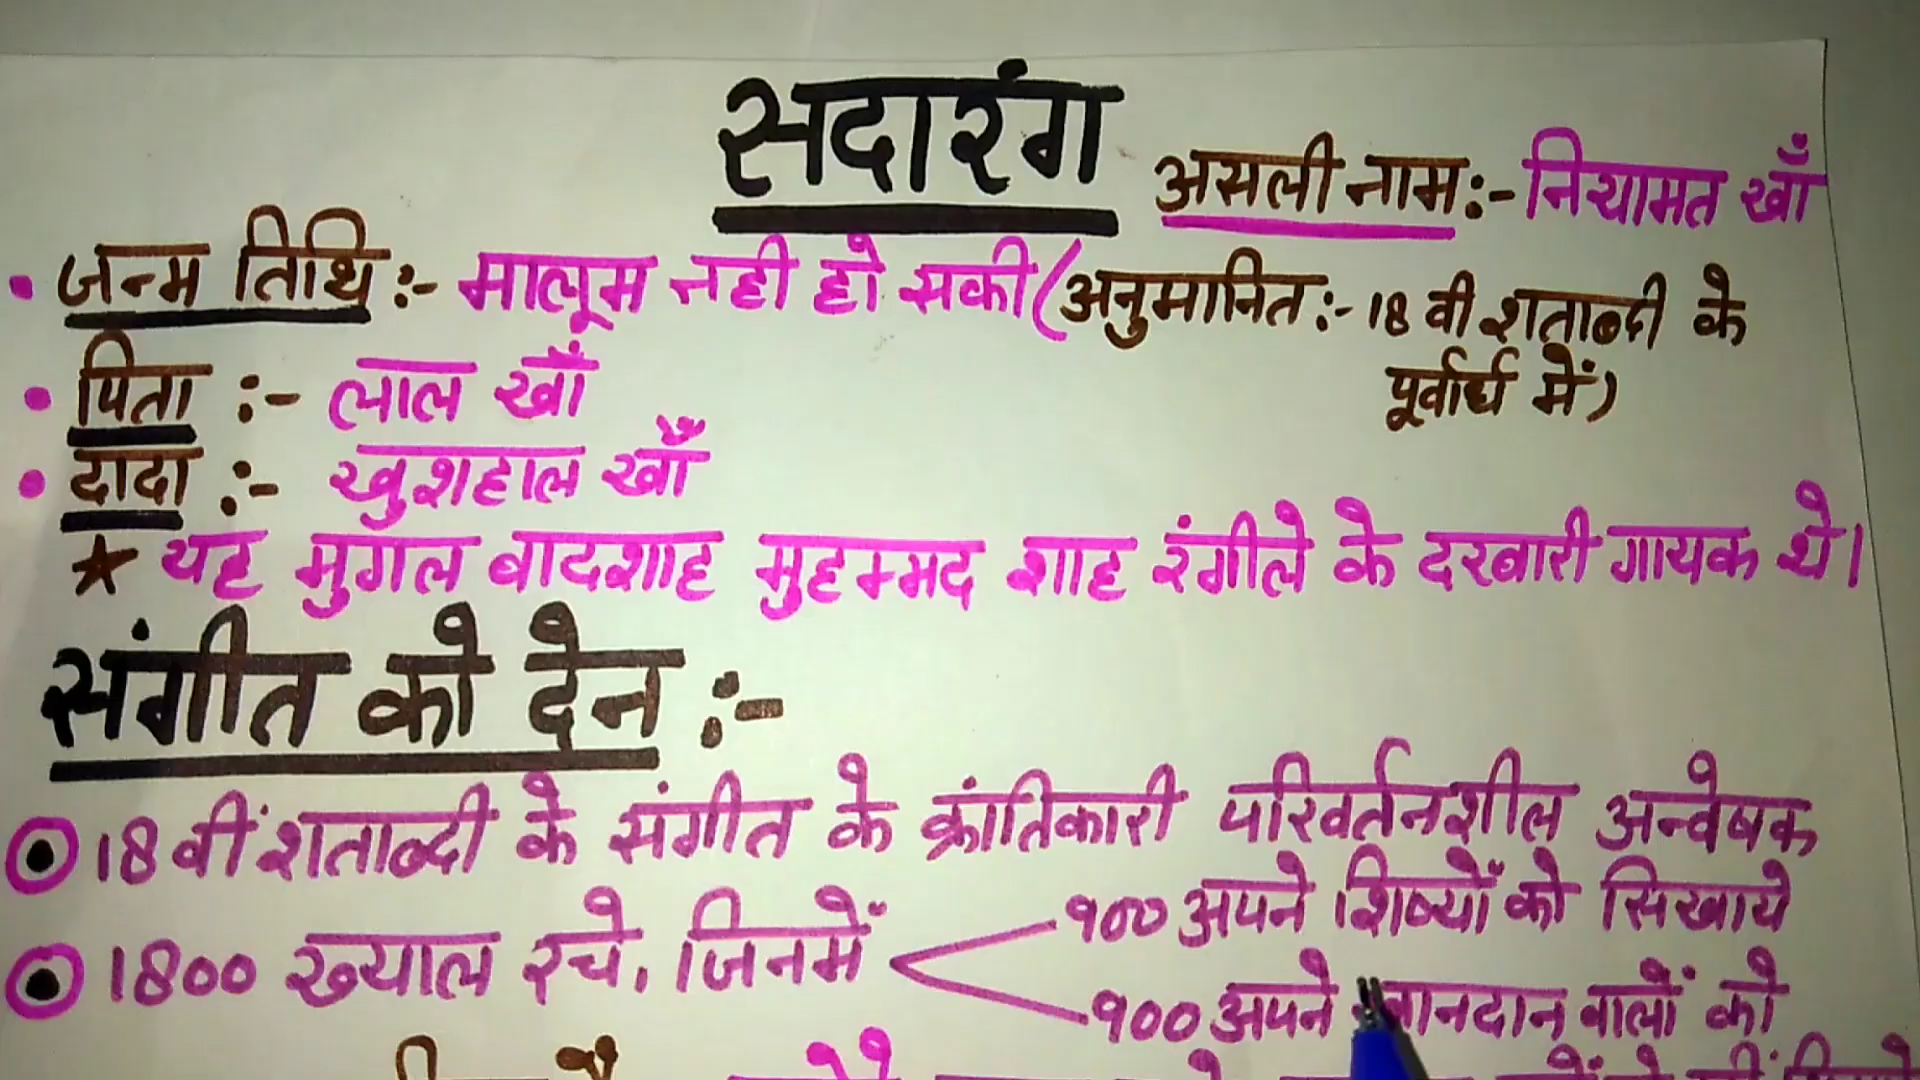 सदारंग
असली नाम:- नियामत खाँ
• जन्म तिथि:- मालूम नही हो सकी (अनुमानित:- 18 वी शताब्दी के
पूर्वार्ध में)
• पिता :- लाल खाँ
• दादा :- खुशहाल खाँ
★ यह मुगल बादशाह मुहम्मद शाह रंगीले के दरबारी गायक थे।
संगीत को देन :-
18 वीं शताब्दी के संगीत के क्रांतिकारी परिवर्तनशील अन्वेषक
1800 ख्याल रचे, जिनमें
900 अपने शिष्यों को सिखाये
900 अपने खानदान वालों को